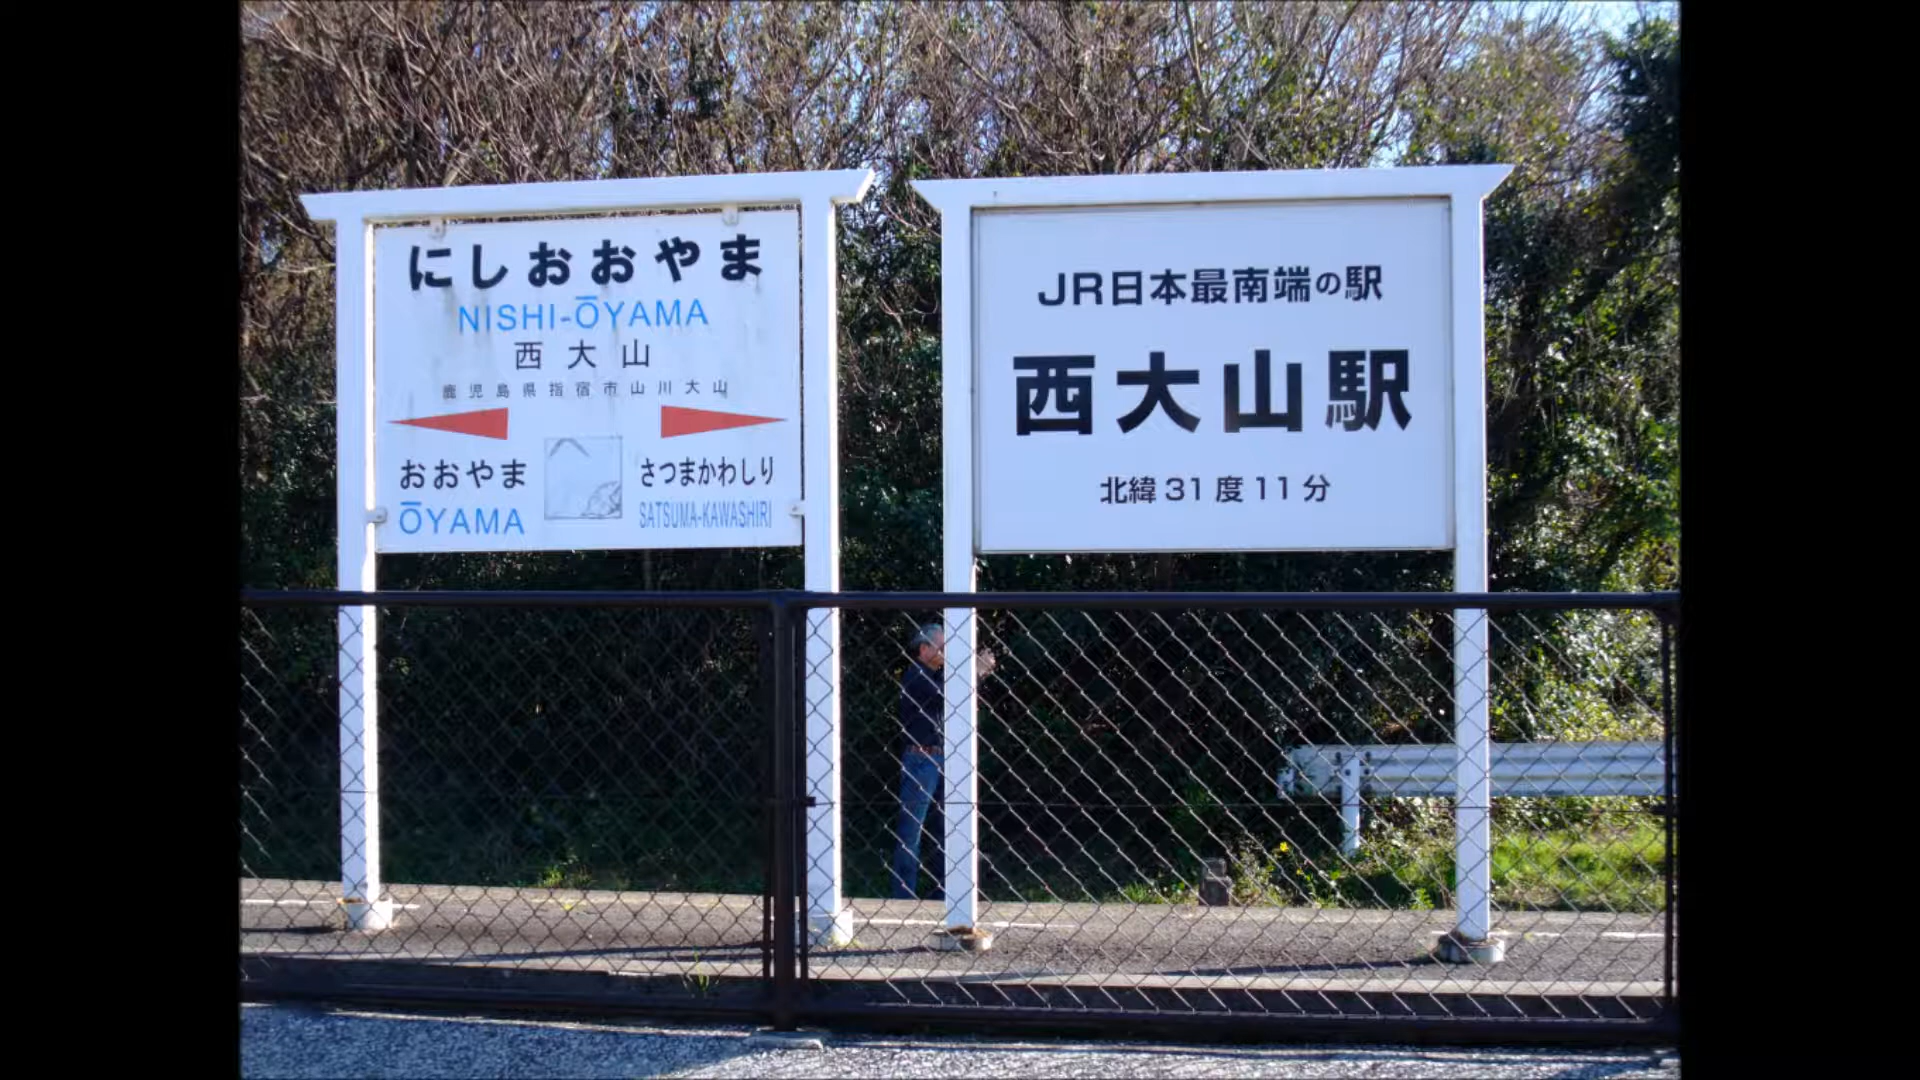 にしおおやま
NISHI-ŌYAMA
西大山
鹿児島県指宿市山川大山
おおやま
ŌYAMA
さつまかわしり
SATSUMA-KAWASHIRI
JR日本最南端の駅
西大山駅
北緯31度11分